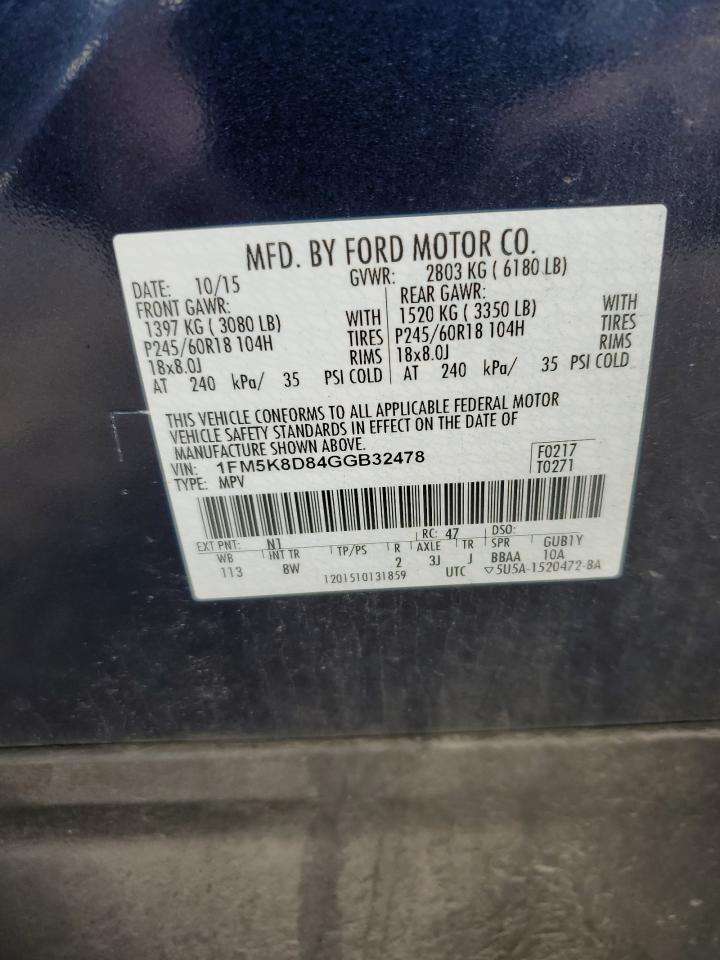 MFD. BY FORD MOTOR CO.
DATE: 10/15 GVWR: 2803 KG ( 6180 LB)
FRONT GAWR: REAR GAWR:
1397 KG ( 3080 LB) WITH 1520 KG ( 3350 LB) WITH
P245/60R18 104H TIRES P245/60R18 104H TIRES
18x8.0J RIMS 18x8.0J RIMS
AT 240 kPa/ 35 PSI COLD AT 240 kPa/ 35 PSI COLD
THIS VEHICLE CONFORMS TO ALL APPLICABLE FEDERAL MOTOR
VEHICLE SAFETY STANDARDS IN EFFECT ON THE DATE OF
MANUFACTURE SHOWN ABOVE.
VIN: 1FM5K8D84GGB32478 F0217
TYPE: MPV T0271
EXT PNT: N1 RC: 47 DSO:
WB INT TR TP/PS R AXLE TR SPR GUB1Y
113 8W 2 3J J BBAA 10A
1201510131859 UTC ▽5U5A-1520472-BA